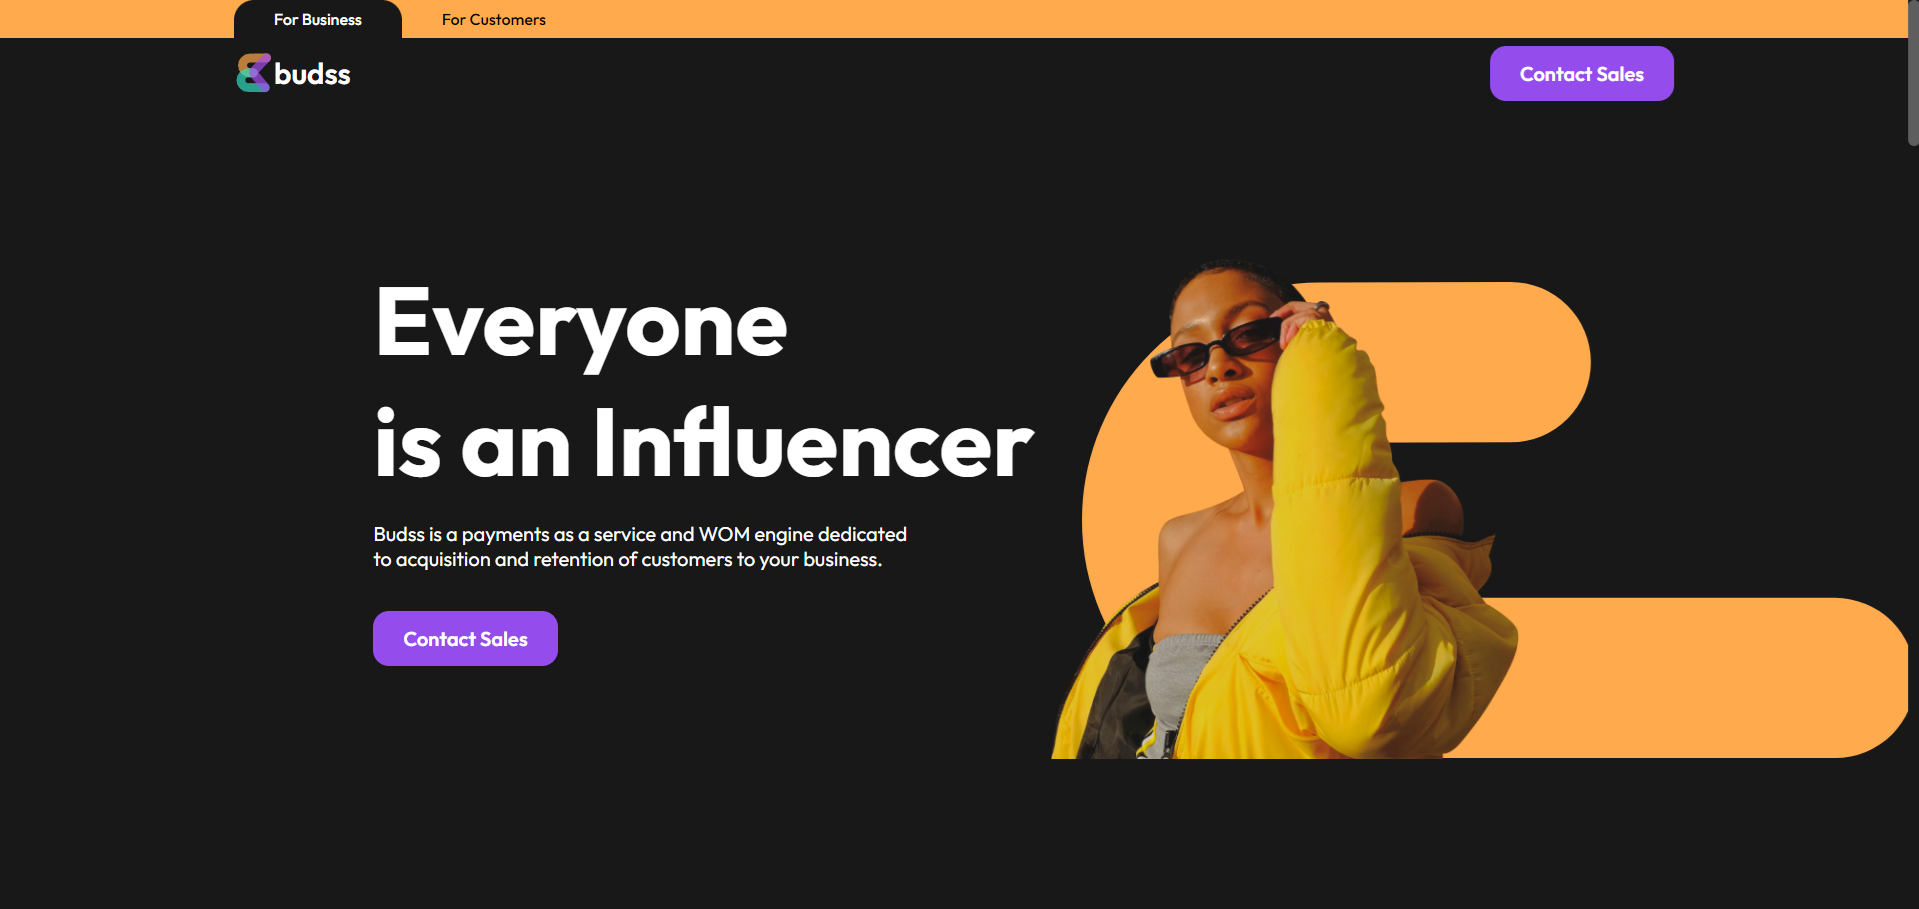 For Business
For Customers
budss
Contact Sales
Everyone
is an Influencer
Budss is a payments as a service and WOM engine dedicated
to acquisition and retention of customers to your business.
Contact Sales